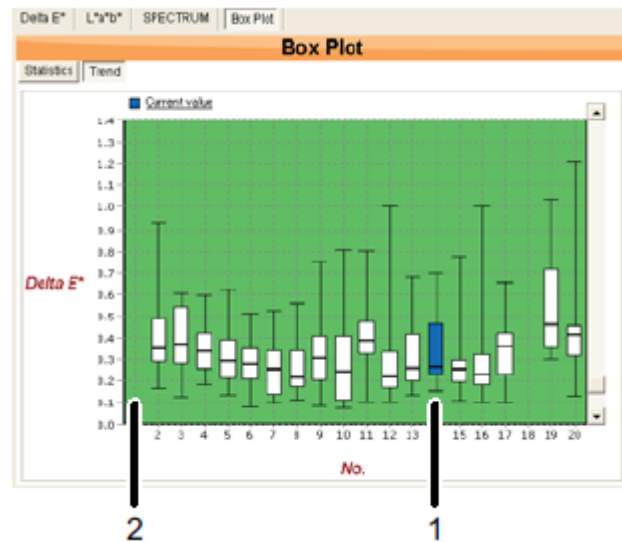 Delta E* L*a*b* SPECTRUM Box Plot
Box Plot
Statistics Trend
Current value
1.4
1.3
1.2
1.1
1.0
0.9
0.8
0.7
0.6
0.5
0.4
0.3
0.2
0.1
0.0
Delta E*
2 3 4 5 6 7 8 9 10 11 12 13 15 16 17 18 19 20
No.
2 1